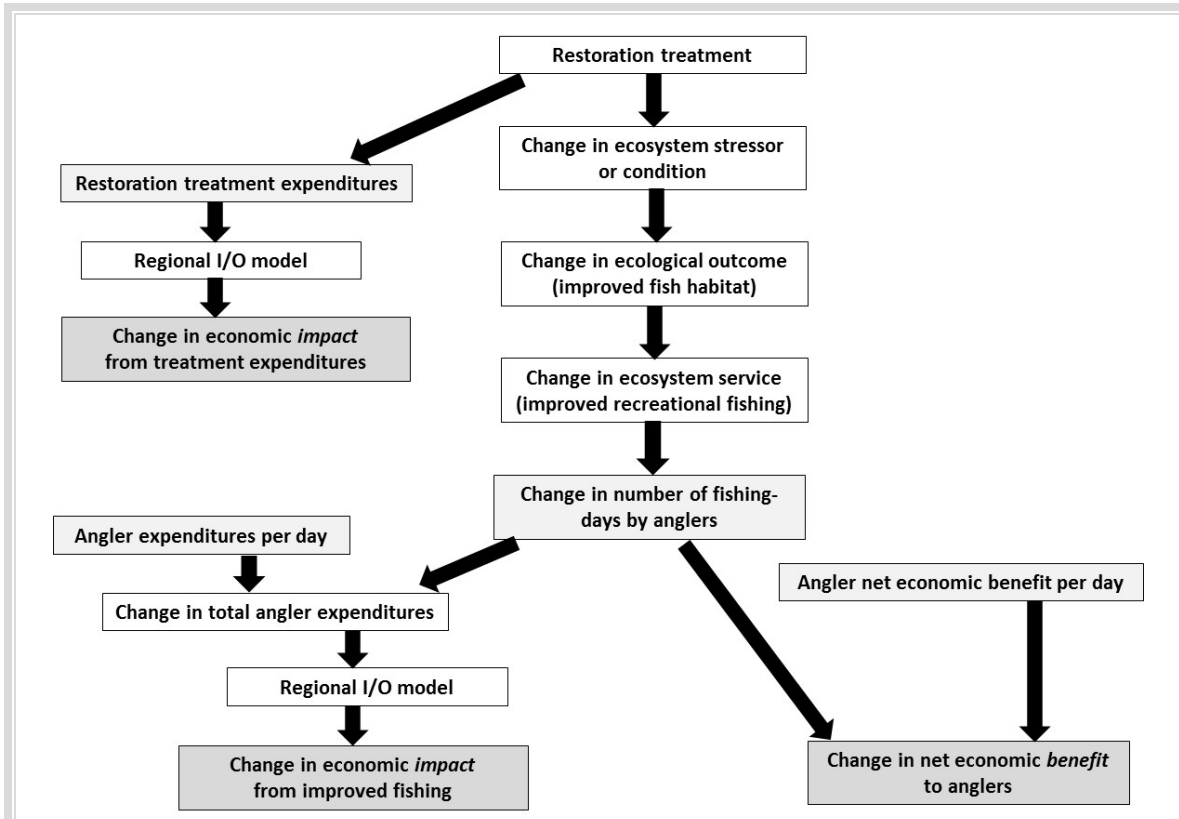 Restoration treatment
Change in ecosystem stressor
or condition
Restoration treatment expenditures
Regional I/O model
Change in ecological outcome
(improved fish habitat)
Change in economic impact
from treatment expenditures
Change in ecosystem service
(improved recreational fishing)
Change in number of fishing-
days by anglers
Angler expenditures per day
Angler net economic benefit per day
Change in total angler expenditures
Regional I/O model
Change in economic impact
from improved fishing
Change in net economic benefit
to anglers